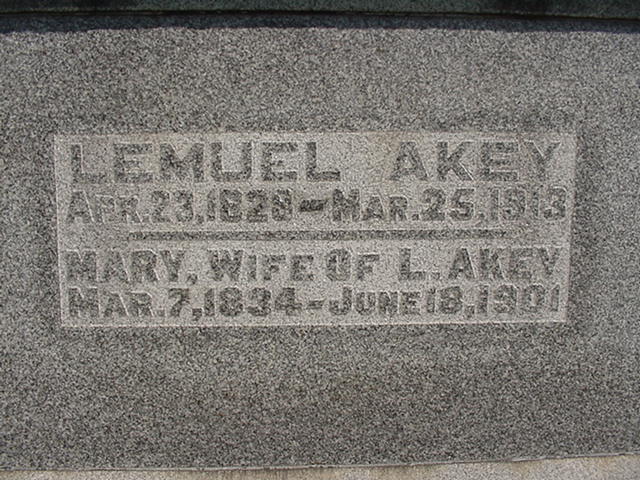 LEMUEL AKEY
APR. 23, 1828 - MAR. 25, 1913
MARY, WIFE OF L. AKEY
MAR. 7, 1834 - JUNE 18, 1901